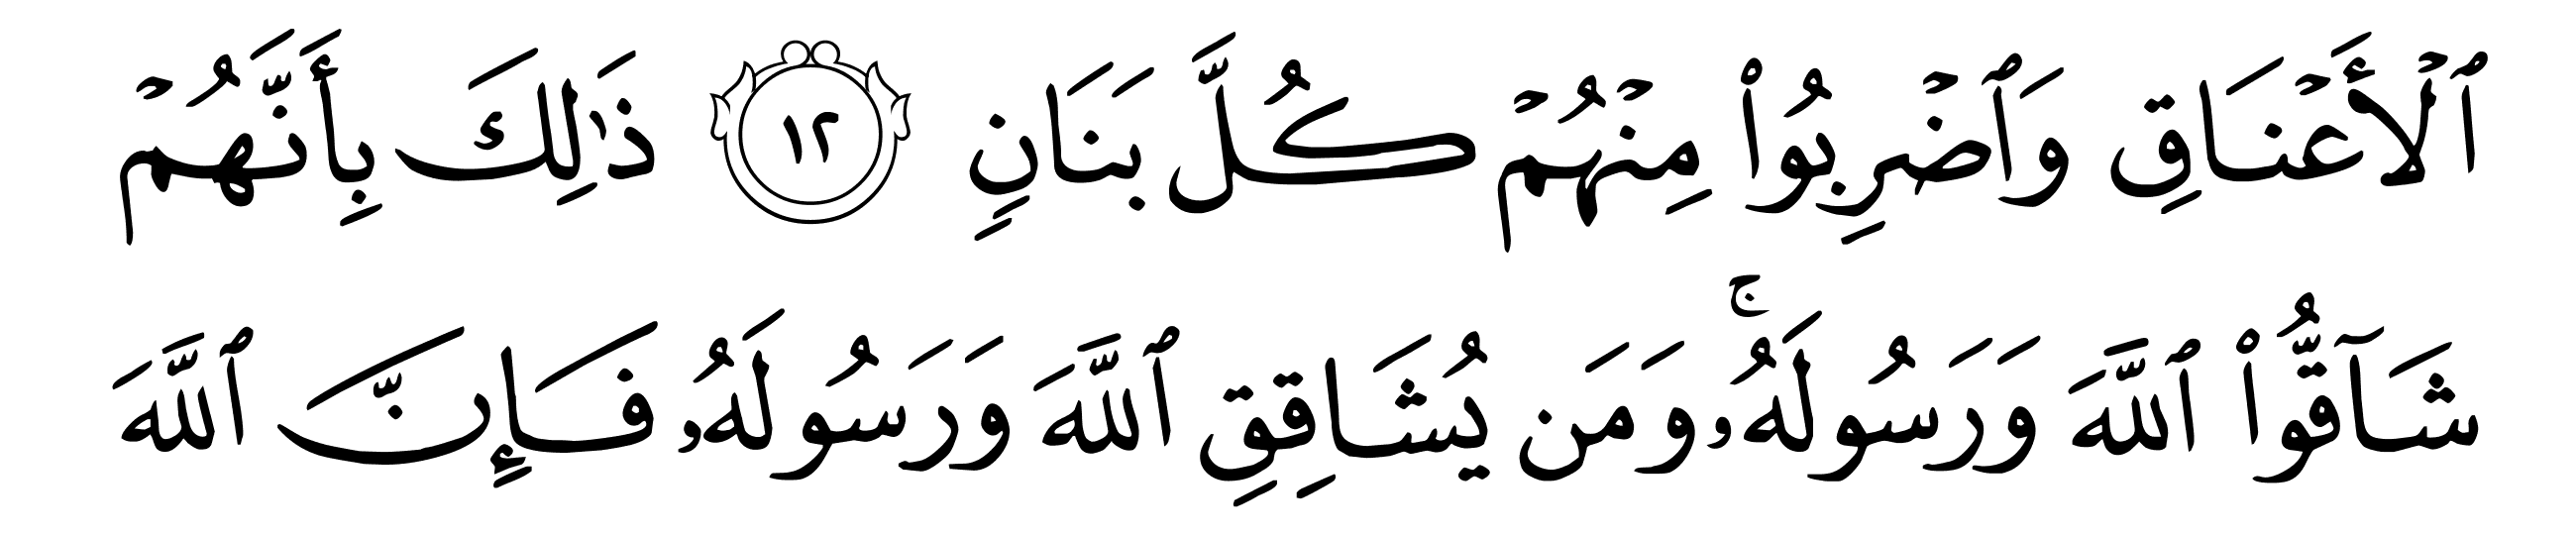 ٱلْأَعْنَاقِ وَٱضْرِبُوا۟ مِنْهُمْ كُلَّ بَنَانٍ ١٢ ذَٰلِكَ بِأَنَّهُمْ
شَآقُّوا۟ ٱللَّهَ وَرَسُولَهُۥ ۚ وَمَن يُشَاقِقِ ٱللَّهَ وَرَسُولَهُۥ فَإِنَّ ٱللَّهَ